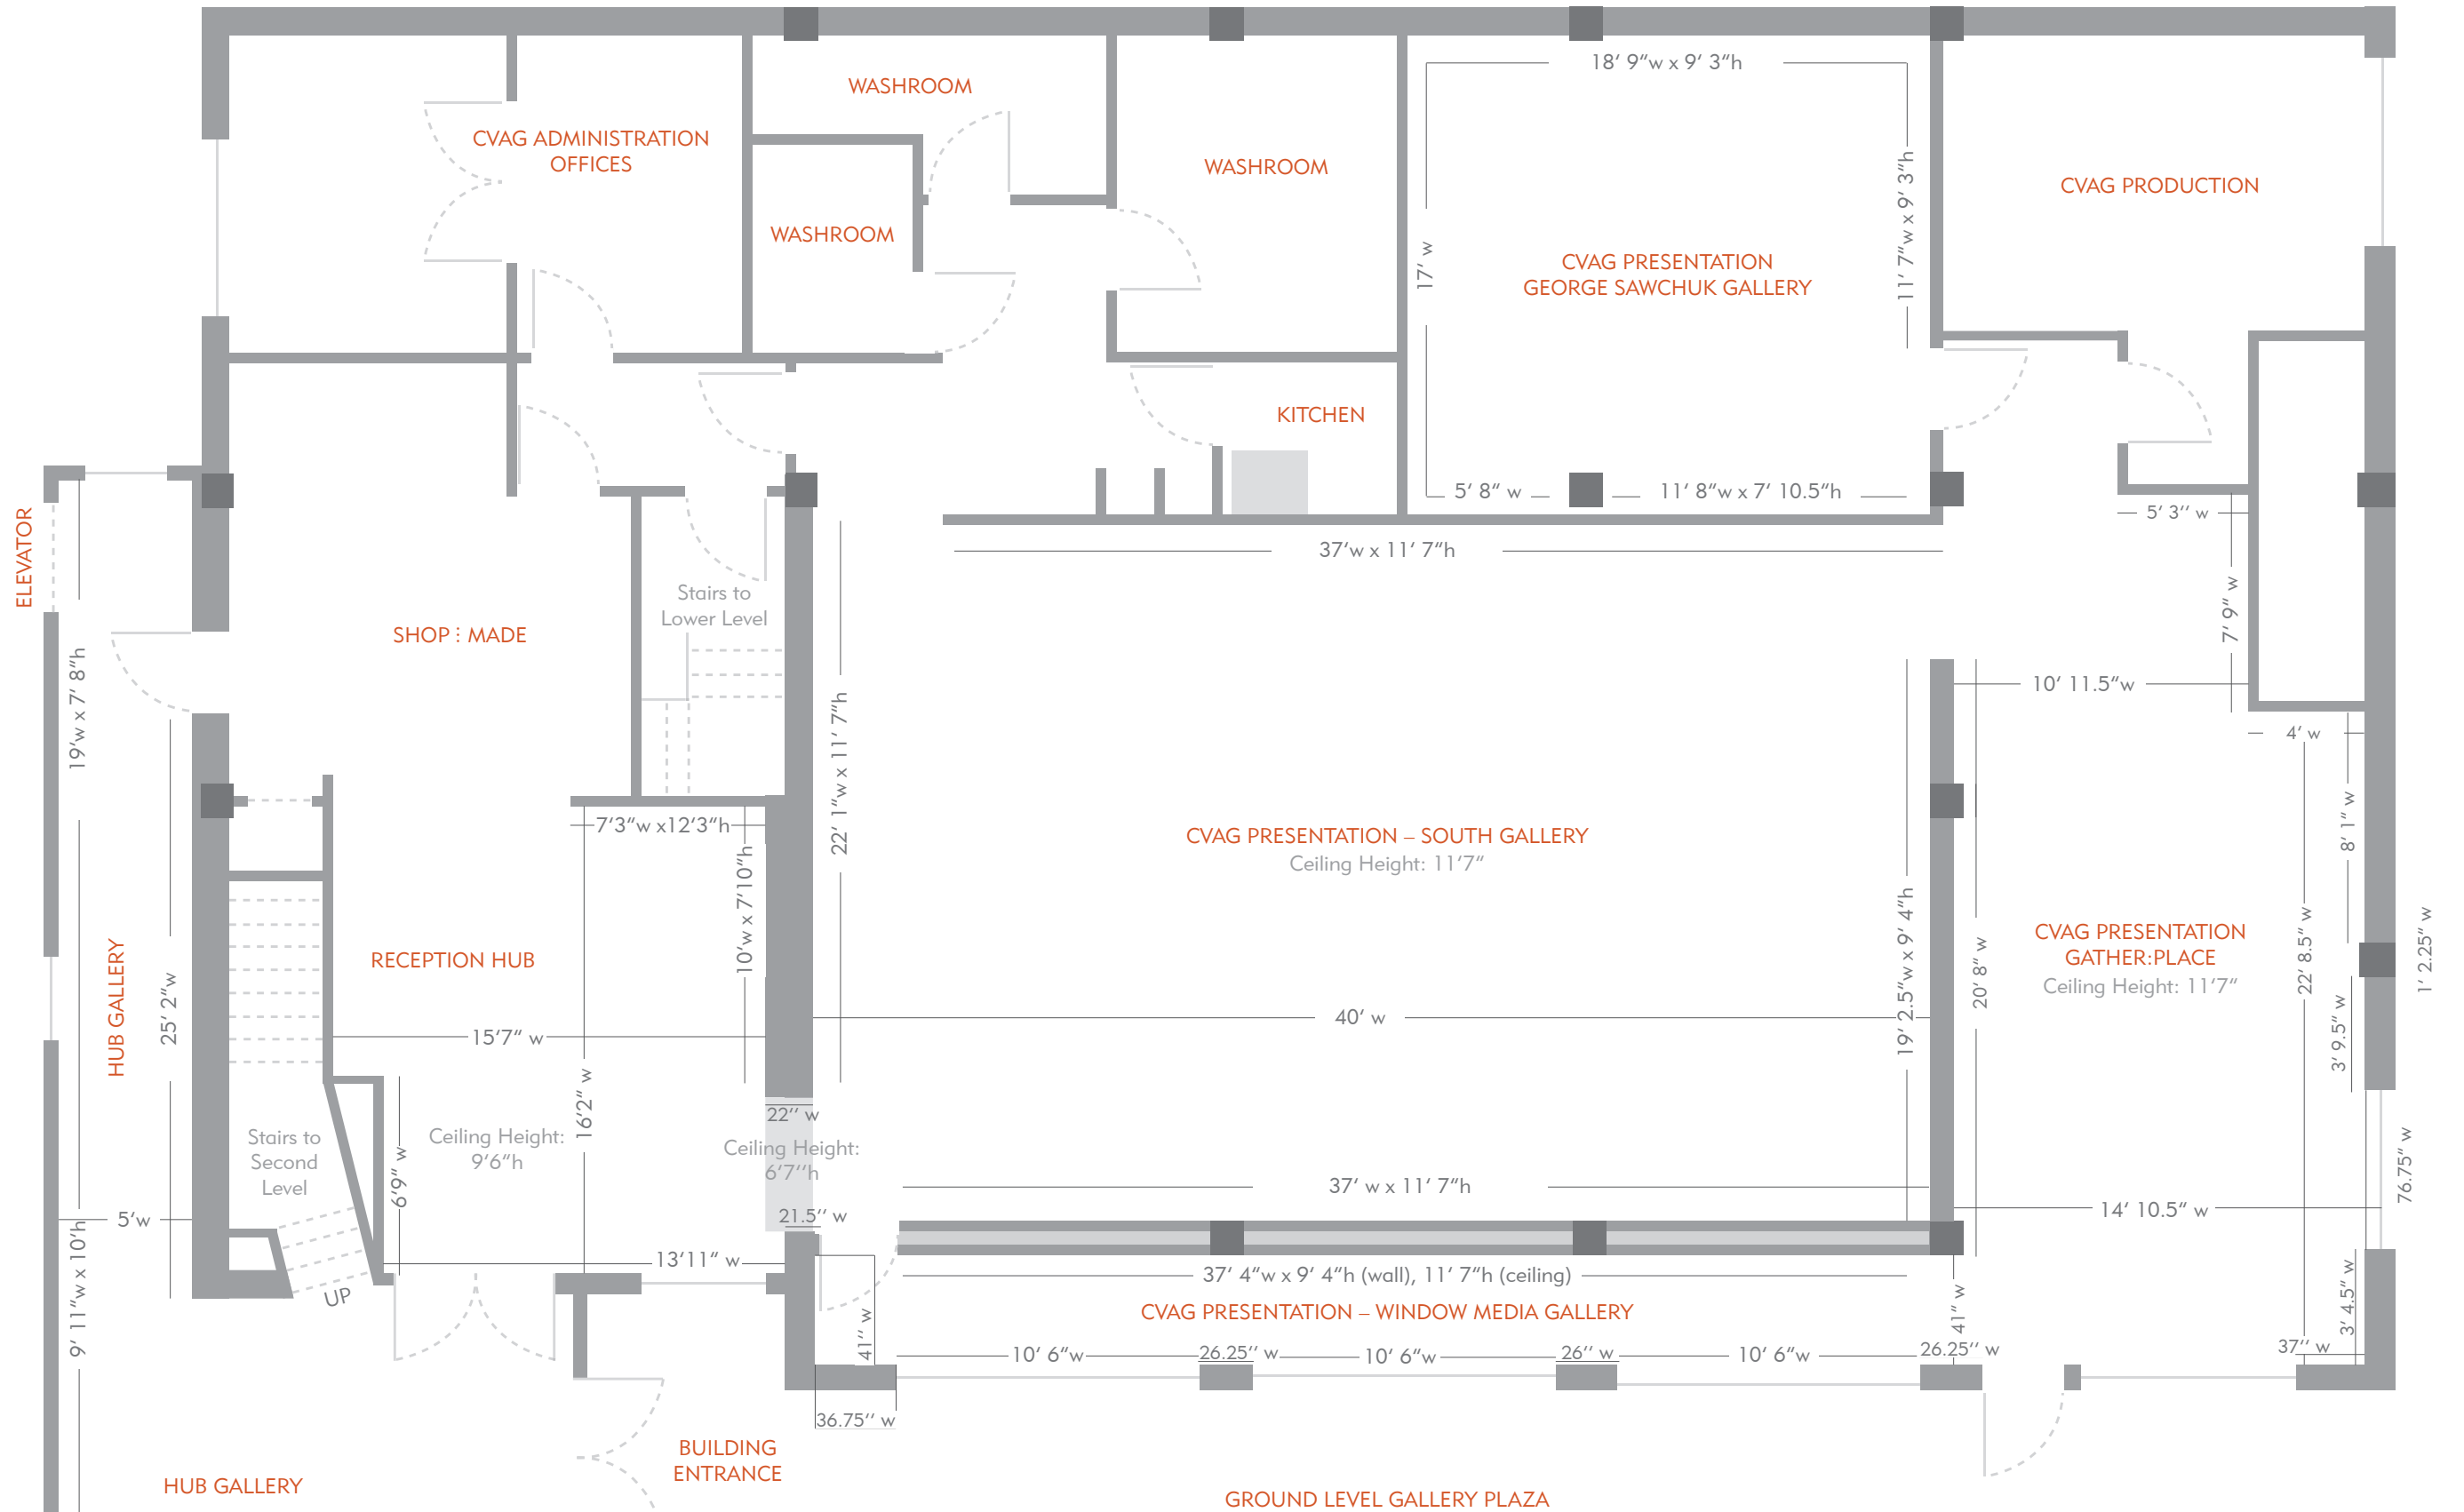 18' 9"w x 9' 3"h
WASHROOM
CVAG ADMINISTRATION
OFFICES
WASHROOM
CVAG PRODUCTION
11' 7"w x 9' 3"h
WASHROOM
17' w
CVAG PRESENTATION
GEORGE SAWCHUK GALLERY
KITCHEN
5' 8" w
11' 8"w x 7' 10.5"h
5' 3'' w
ELEVATOR
37'w x 11' 7"h
Stairs to
Lower Level
7' 9" w
SHOP : MADE
19'w x 7' 8"h
10' 11.5"w
22' 1"w x 11' 7"h
4' w
7'3"w x12'3"h
8' 1" w
CVAG PRESENTATION – SOUTH GALLERY
Ceiling Height: 11'7"
10'w x 7'10"h
19' 2.5"w x 9' 4"h
CVAG PRESENTATION
GATHER:PLACE
Ceiling Height: 11'7"
22' 8.5" w
1' 2.25" w
RECEPTION HUB
20' 8" w
HUB GALLERY
25' 2"w
40' w
3' 9.5" w
15'7" w
16'2" w
22'' w
Stairs to
Second
Level
Ceiling Height:
9'6"h
Ceiling Height:
6'7''h
6'9" w
76.75" w
37' w x 11' 7"h
5'w
21.5'' w
14' 10.5" w
9' 11"w x 10'h
13'11" w
37' 4"w x 9' 4"h (wall), 11' 7"h (ceiling)
UP
CVAG PRESENTATION – WINDOW MEDIA GALLERY
41'' w
41" w
3' 4.5" w
10' 6"w
26.25'' w
10' 6"w
26'' w
10' 6"w
26.25'' w
37'' w
36.75'' w
BUILDING
ENTRANCE
HUB GALLERY
GROUND LEVEL GALLERY PLAZA